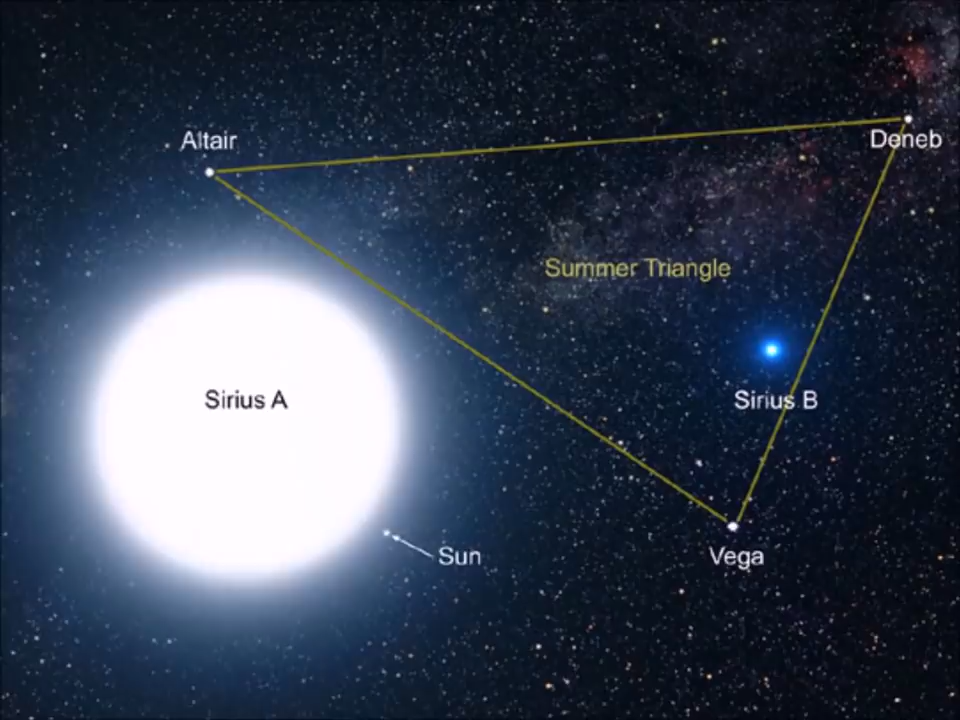 Altair
Deneb
Summer Triangle
Sirius A
Sirius B
Sun
Vega